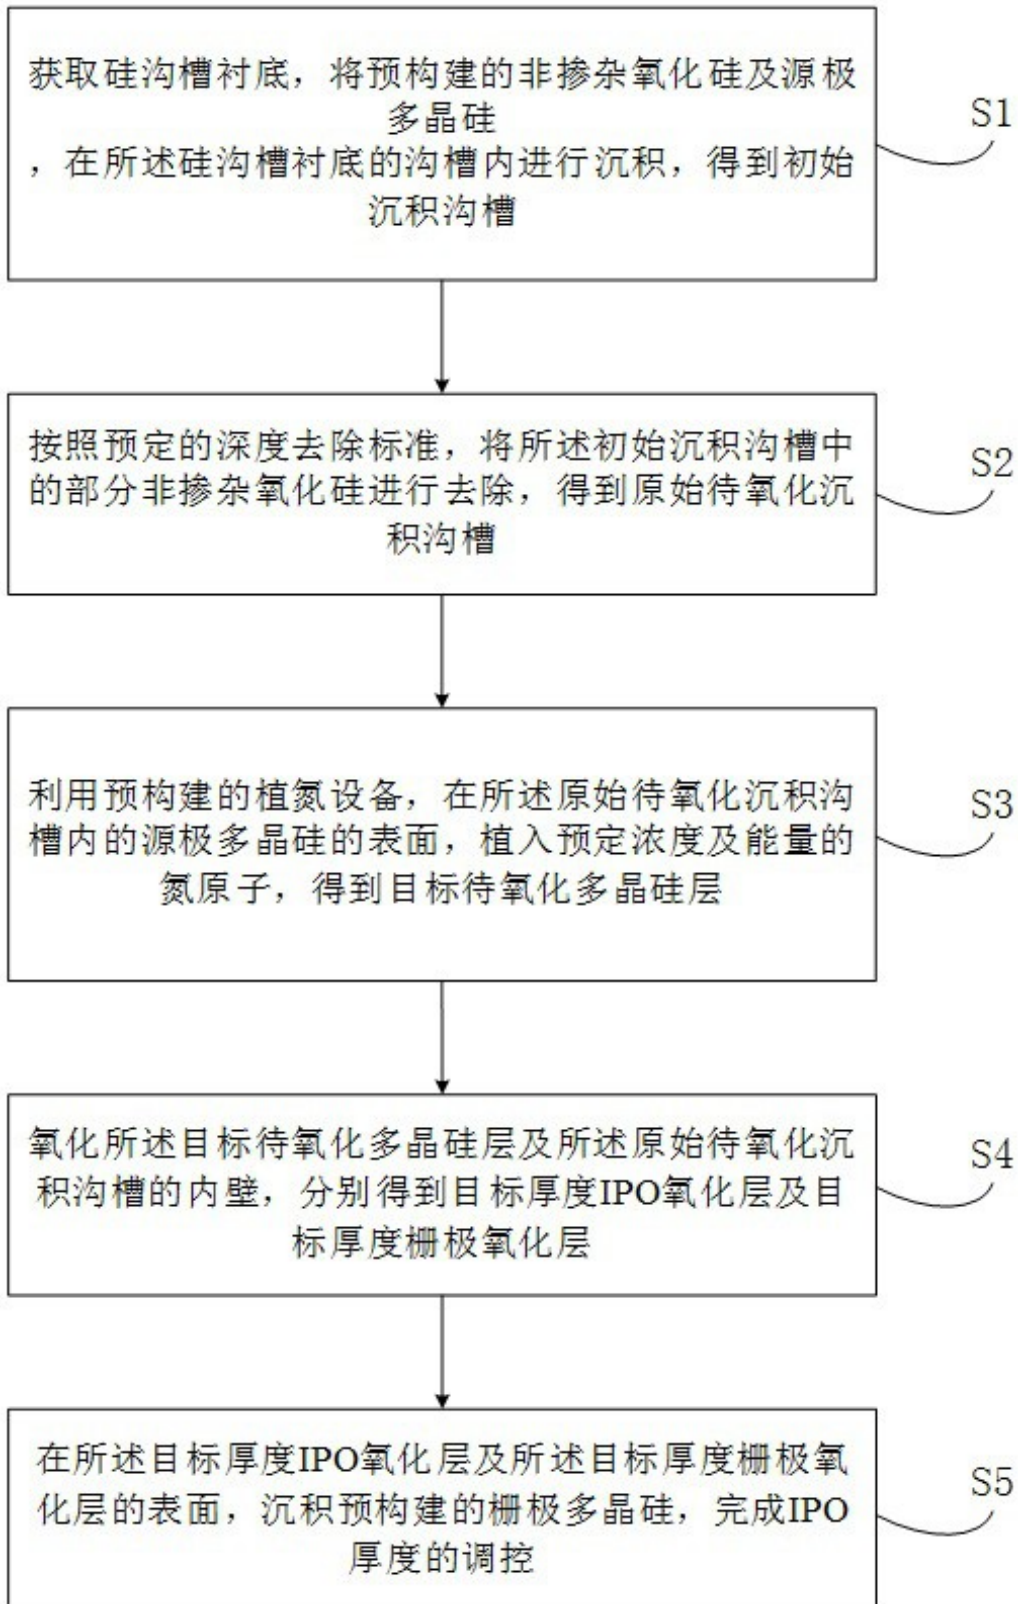 获取硅沟槽衬底，将预构建的非掺杂氧化硅及源极
多晶硅
，在所述硅沟槽衬底的沟槽内进行沉积，得到初始
沉积沟槽
S1
按照预定的深度去除标准，将所述初始沉积沟槽中
的部分非掺杂氧化硅进行去除，得到原始待氧化沉
积沟槽
S2
利用预构建的植氮设备，在所述原始待氧化沉积沟
槽内的源极多晶硅的表面，植入预定浓度及能量的
氮原子，得到目标待氧化多晶硅层
S3
氧化所述目标待氧化多晶硅层及所述原始待氧化沉
积沟槽的内壁，分别得到目标厚度IPO氧化层及目
标厚度栅极氧化层
S4
在所述目标厚度IPO氧化层及所述目标厚度栅极氧
化层的表面，沉积预构建的栅极多晶硅，完成IPO
厚度的调控
S5